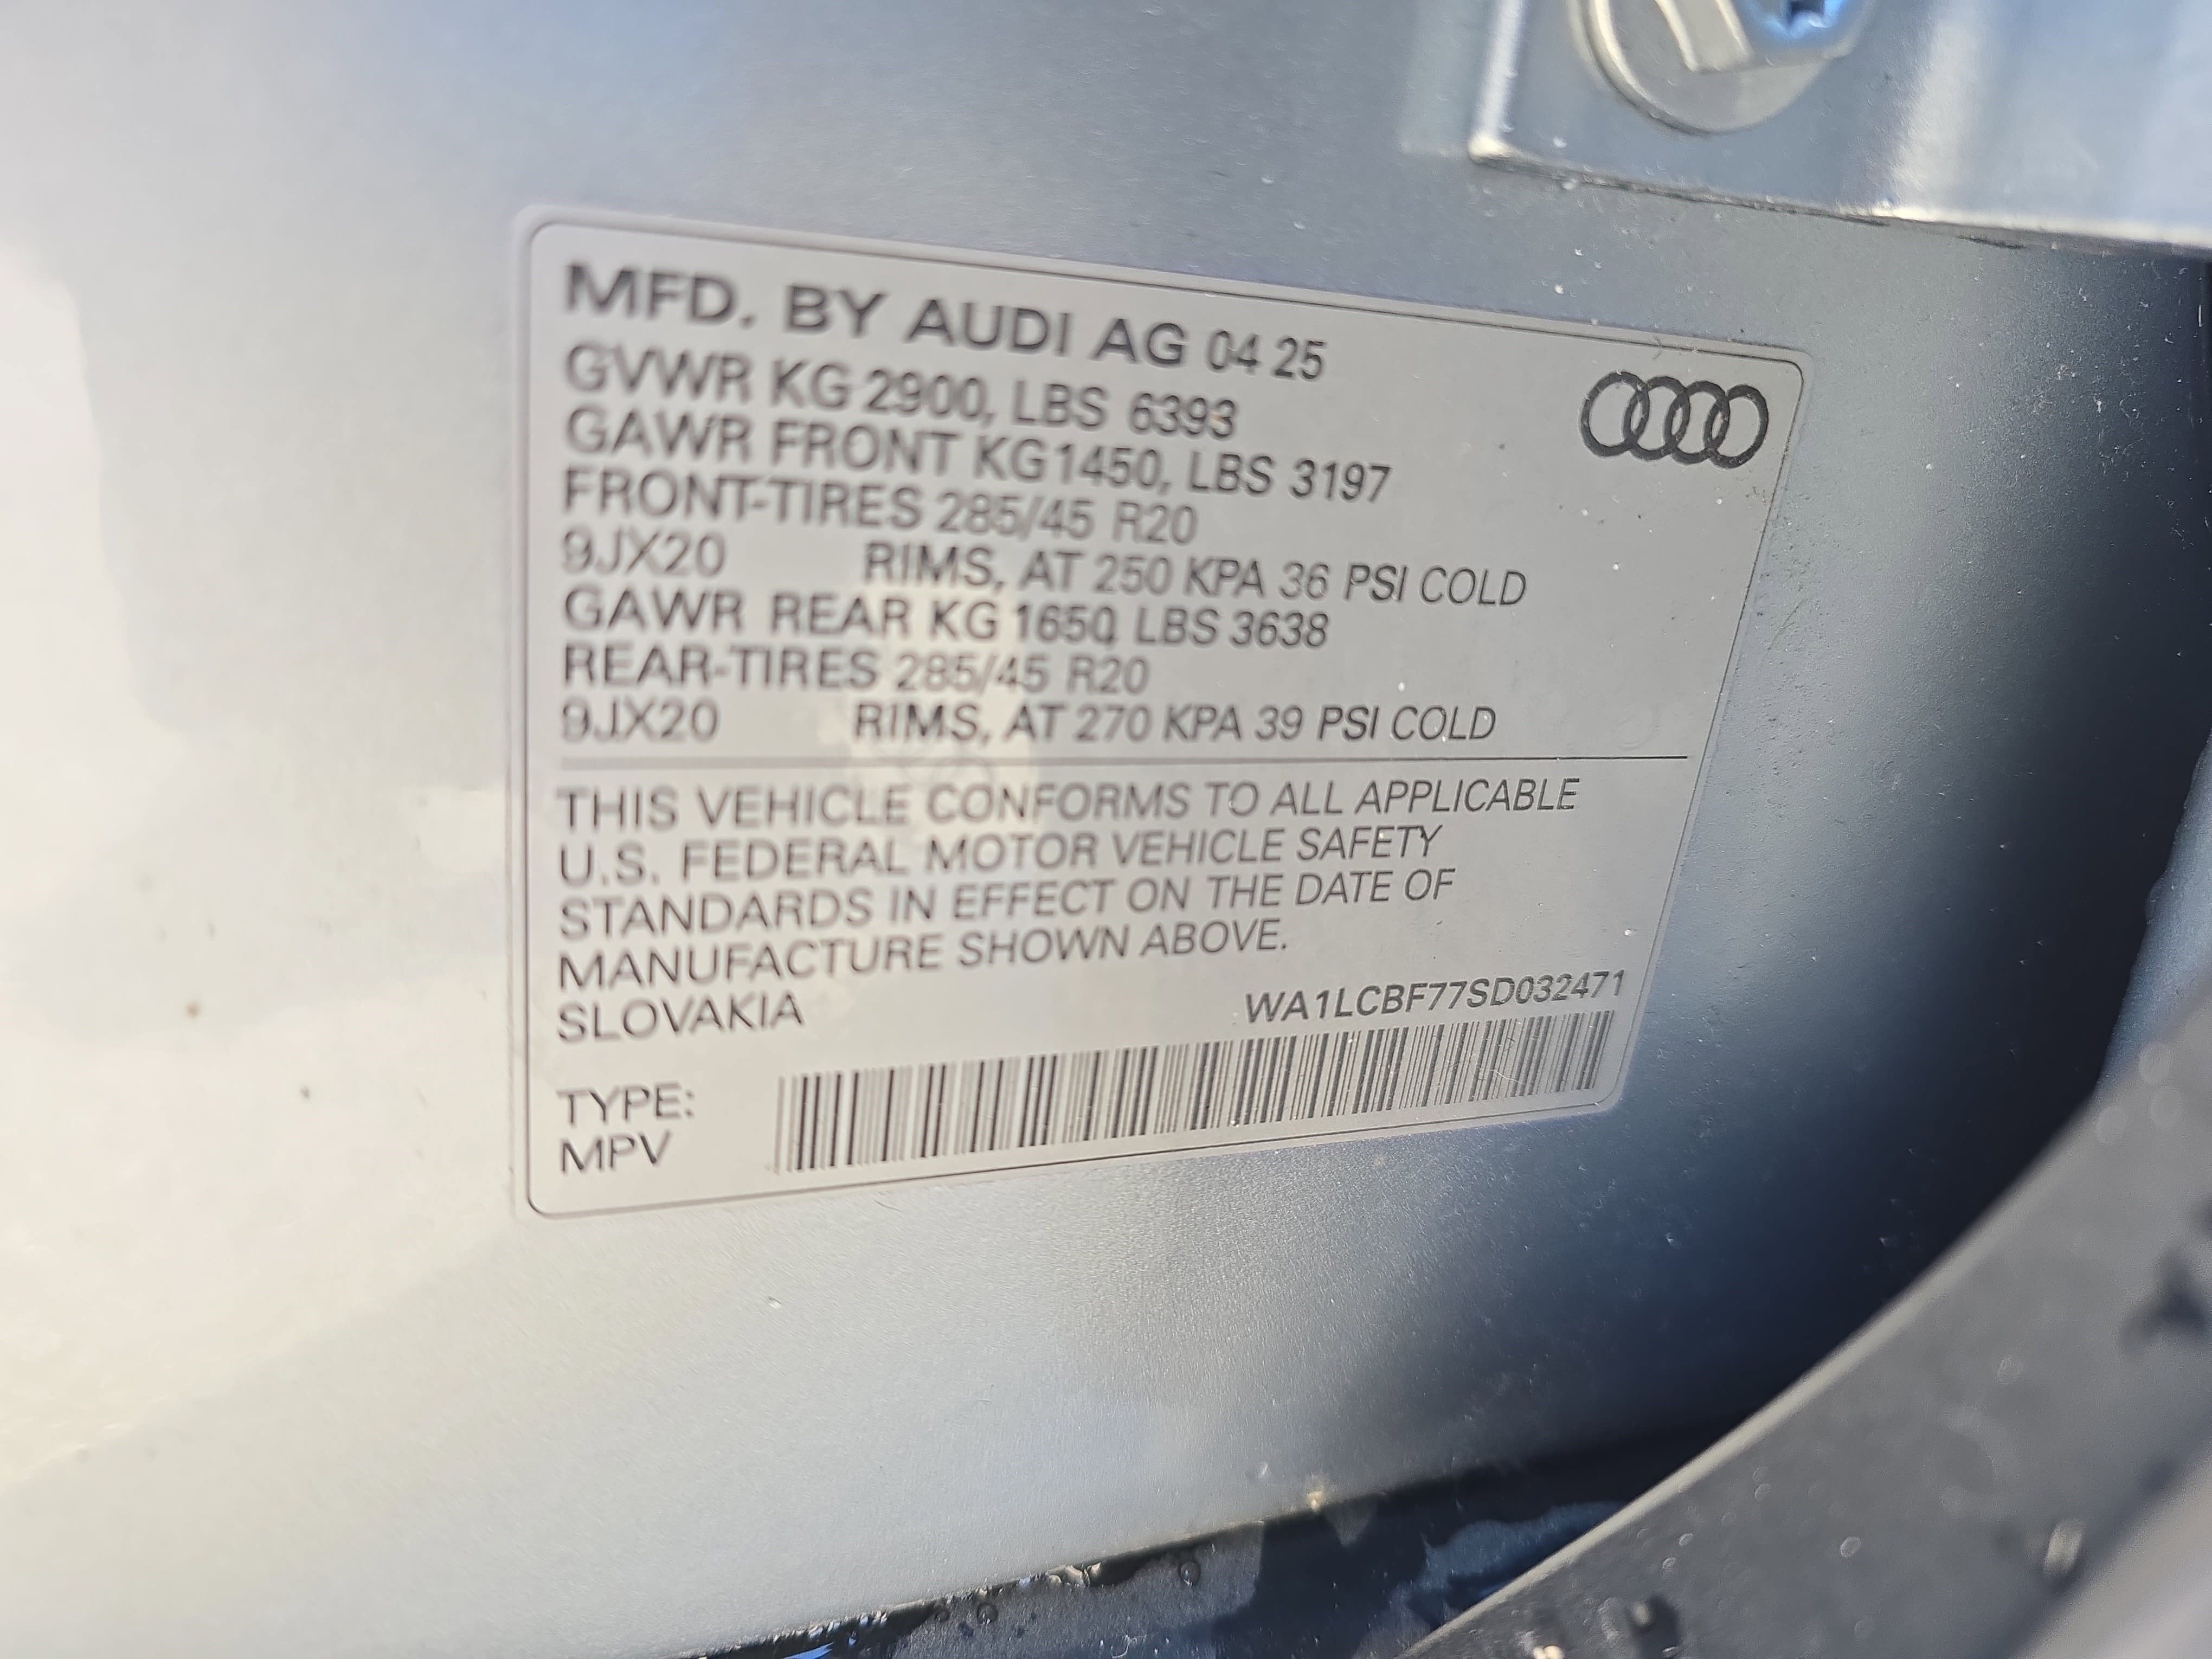 MFD. BY AUDI AG 04 25
GVWR KG 2900, LBS 6393
GAWR FRONT KG 1450, LBS 3197
FRONT-TIRES 285/45 R20
9JX20 RIMS, AT 250 KPA 36 PSI COLD
GAWR REAR KG 1650, LBS 3638
REAR-TIRES 285/45 R20
9JX20 RIMS, AT 270 KPA 39 PSI COLD
THIS VEHICLE CONFORMS TO ALL APPLICABLE
U.S. FEDERAL MOTOR VEHICLE SAFETY
STANDARDS IN EFFECT ON THE DATE OF
MANUFACTURE SHOWN ABOVE.
SLOVAKIA WA1LCBF77SD032471
TYPE:
MPV